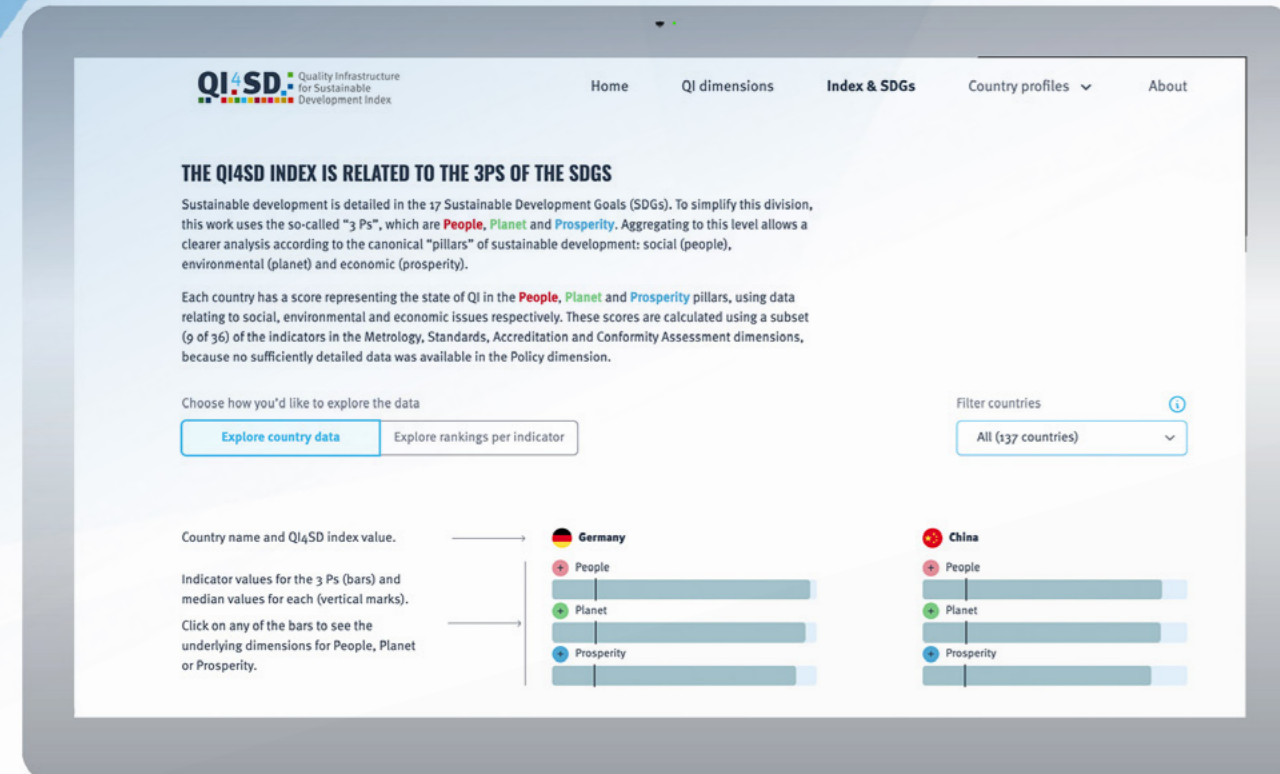 QI4SD
Quality Infrastructure
for Sustainable
Development Index
Home
QI dimensions
Index & SDGs
Country profiles
About
THE QI4SD INDEX IS RELATED TO THE 3PS OF THE SDGS
Sustainable development is detailed in the 17 Sustainable Development Goals (SDGs). To simplify this division,
this work uses the so-called “3 Ps”, which are People, Planet and Prosperity. Aggregating to this level allows a
clearer analysis according to the canonical “pillars” of sustainable development: social (people),
environmental (planet) and economic (prosperity).
Each country has a score representing the state of QI in the People, Planet and Prosperity pillars, using data
relating to social, environmental and economic issues respectively. These scores are calculated using a subset
(9 of 36) of the indicators in the Metrology, Standards, Accreditation and Conformity Assessment dimensions,
because no sufficiently detailed data was available in the Policy dimension.
Choose how you'd like to explore the data
Explore country data
Explore rankings per indicator
Filter countries
All (137 countries)
Country name and QI4SD index value.
Indicator values for the 3 Ps (bars) and
median values for each (vertical marks).
Click on any of the bars to see the
underlying dimensions for People, Planet
or Prosperity.
Germany
People
Planet
Prosperity
China
People
Planet
Prosperity